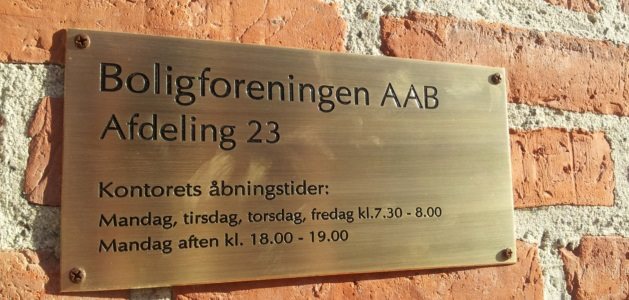 Boligforeningen AAB
Afdeling 23
Kontorets åbningstider:
Mandag, tirsdag, torsdag, fredag kl.7.30 - 8.00
Mandag aften kl. 18.00 - 19.00